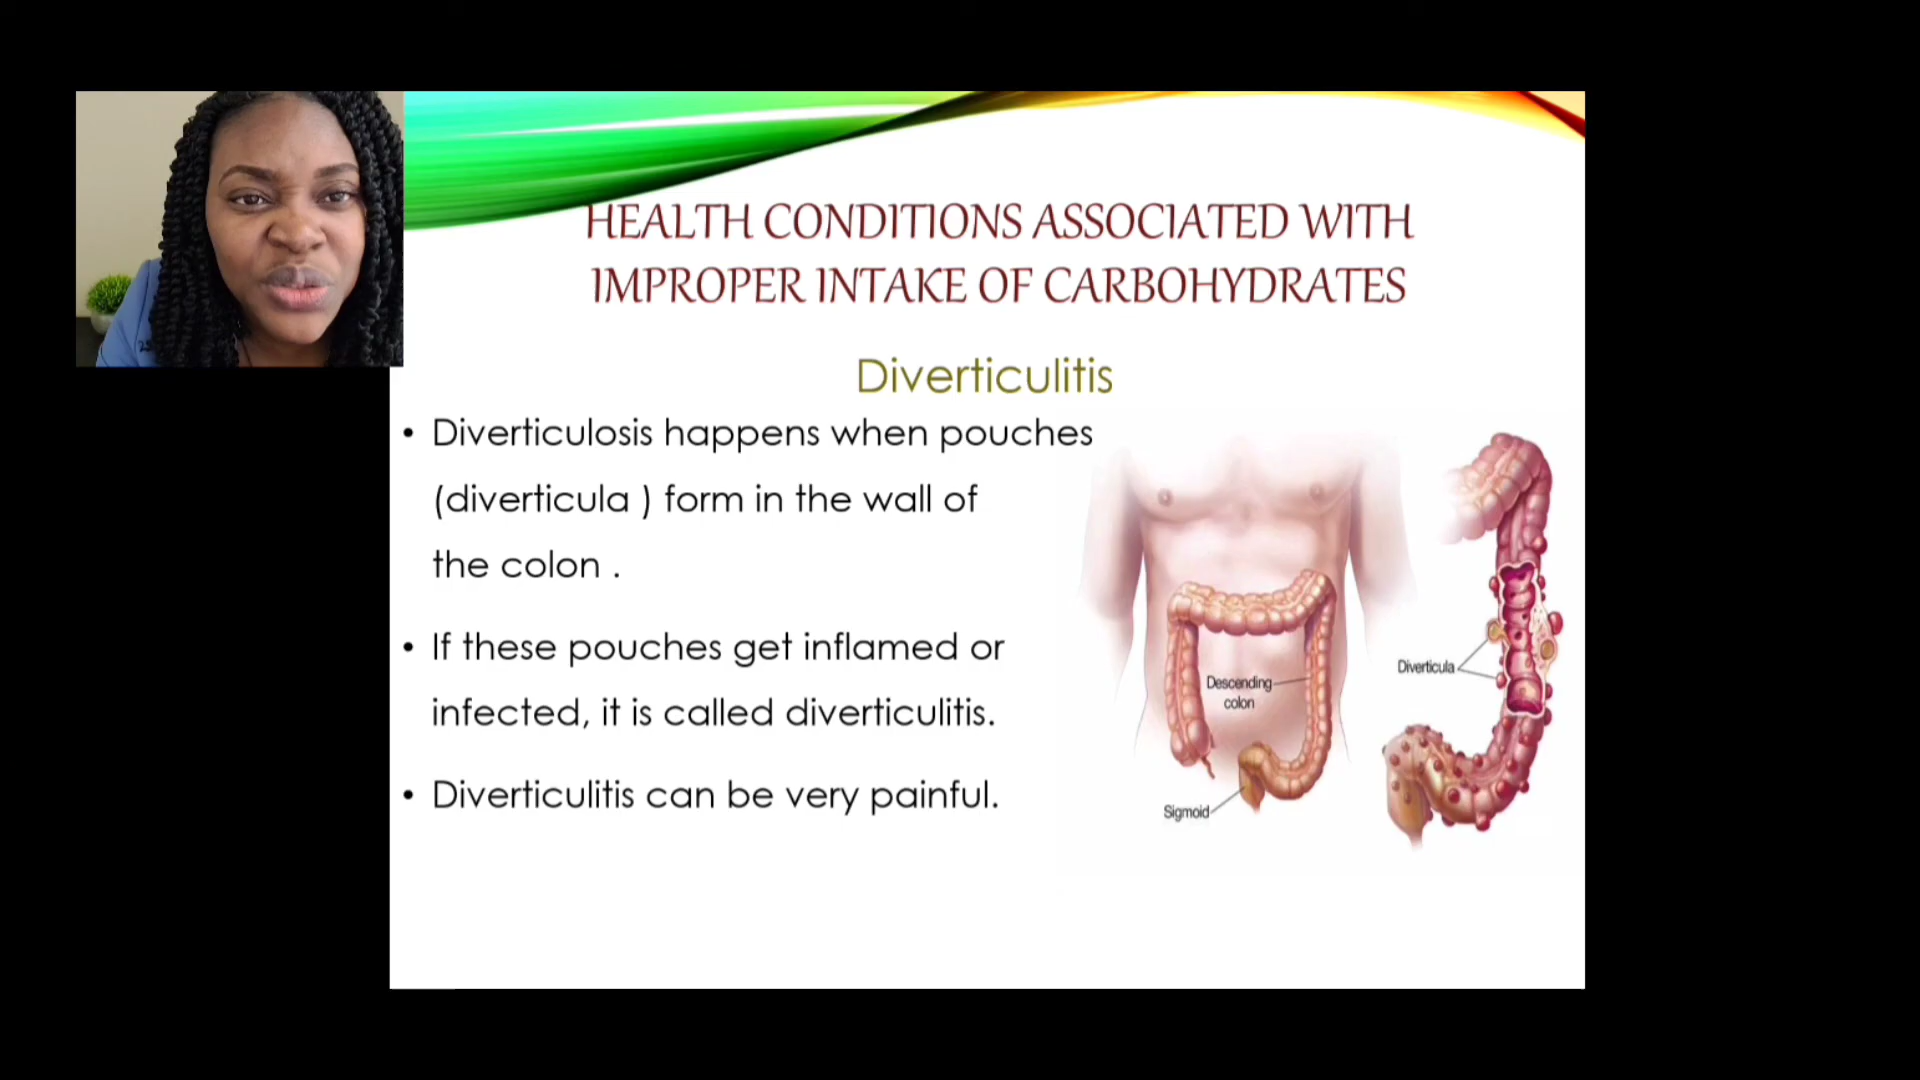 HEALTH CONDITIONS ASSOCIATED WITH
IMPROPER INTAKE OF CARBOHYDRATES
Diverticulitis
• Diverticulosis happens when pouches
(diverticula ) form in the wall of
the colon .
• If these pouches get inflamed or
infected, it is called diverticulitis.
• Diverticulitis can be very painful.
Descending
colon
Sigmoid
Diverticula